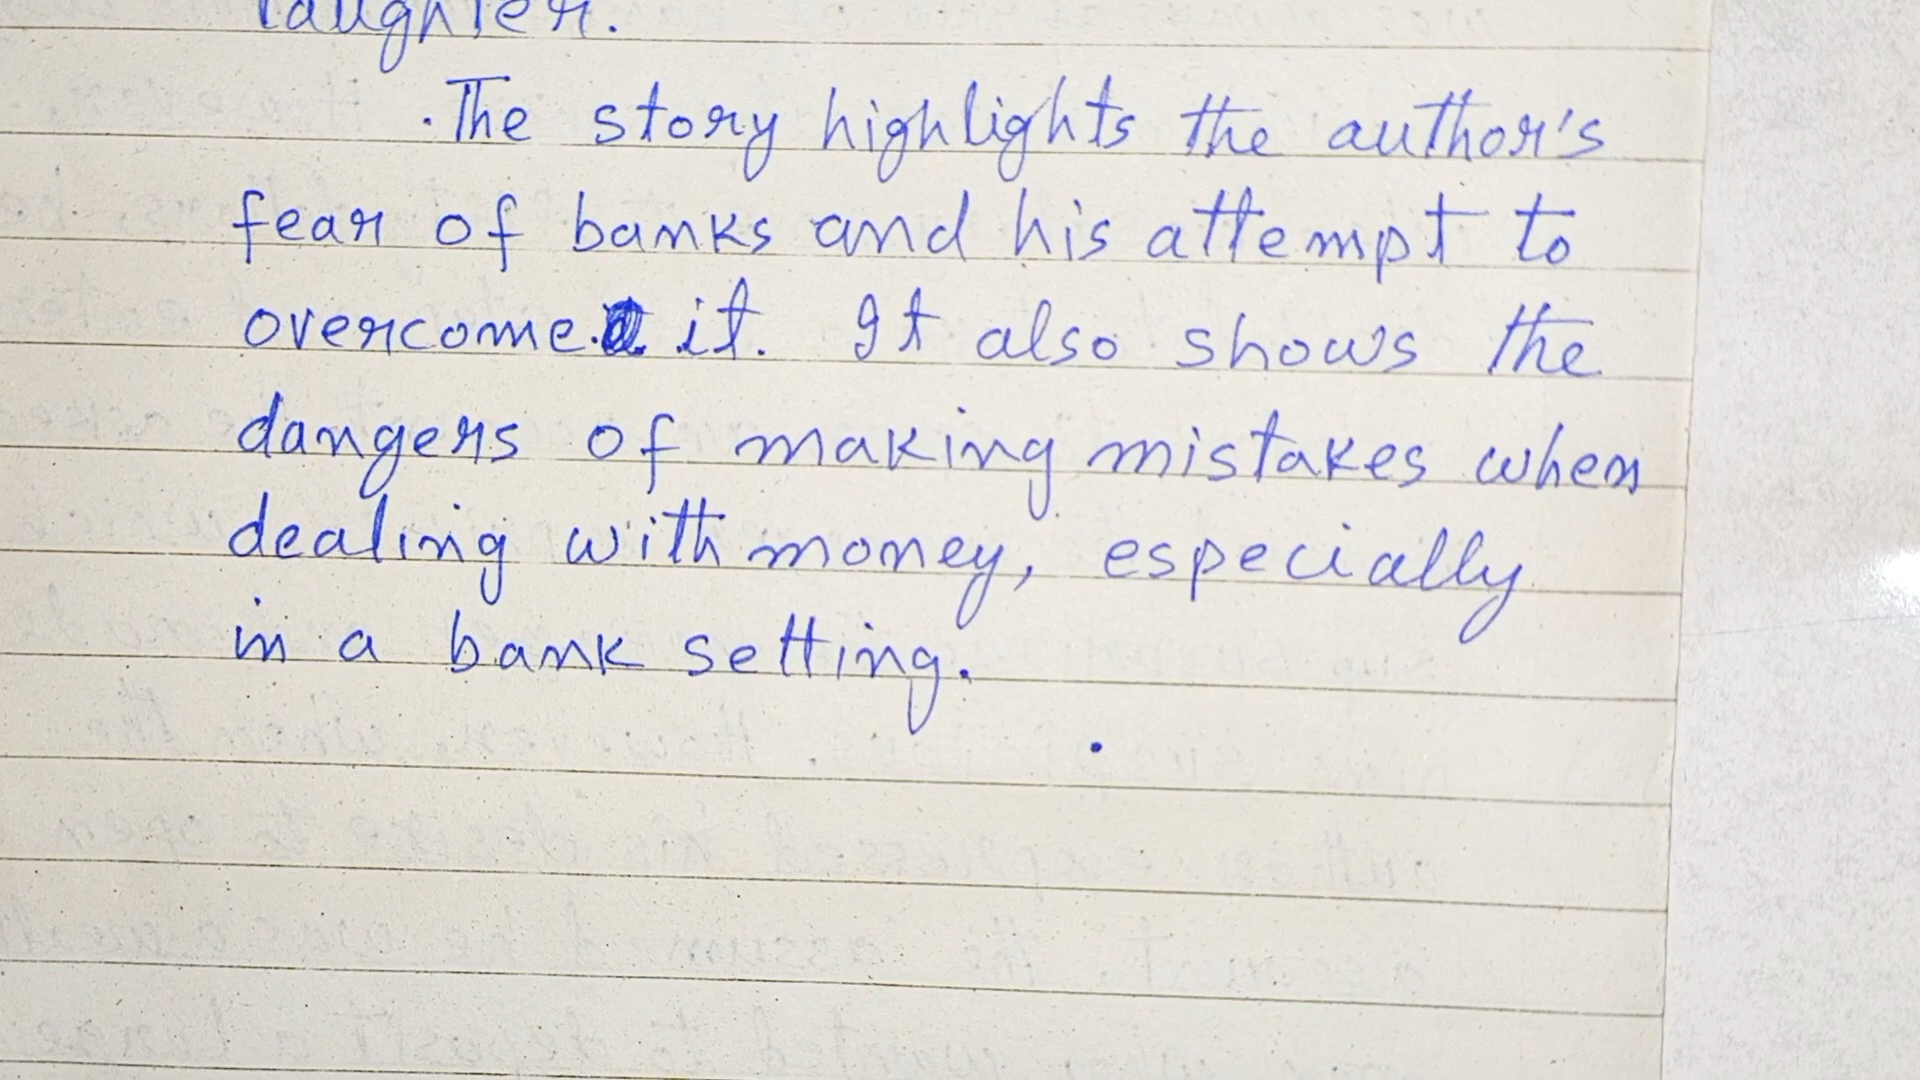 laughter.
The story highlights the author's
fear of banks and his attempt to
overcome it. It also shows the
dangers of making mistakes when
dealing with money, especially
in a bank setting.